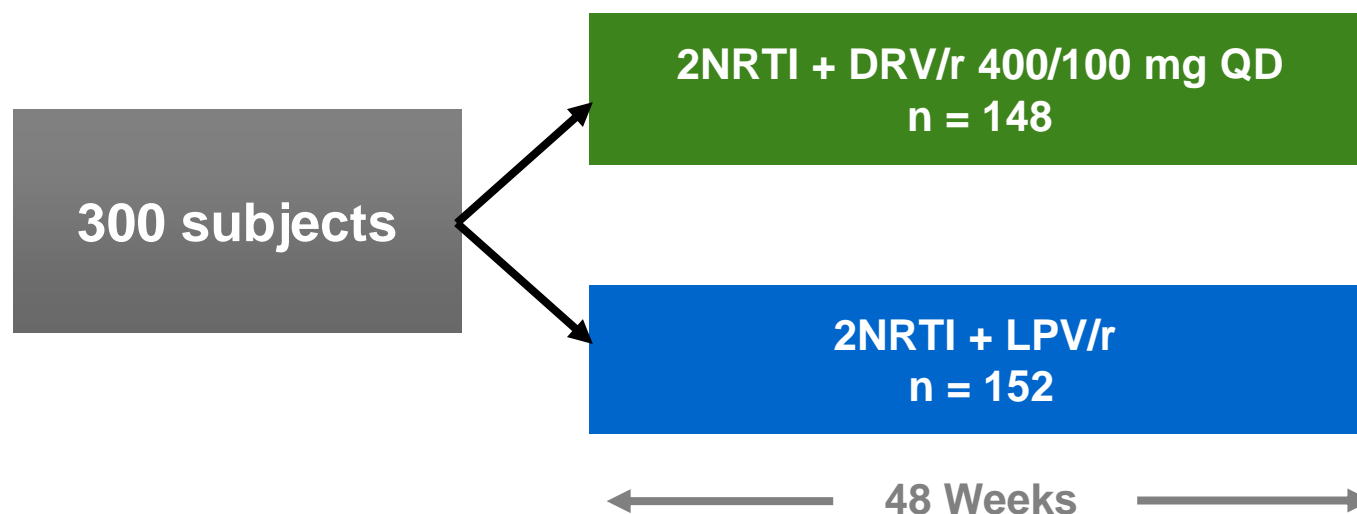 300 subjects
2NRTI + DRV/r 400/100 mg QD
n = 148
2NRTI + LPV/r
n = 152
48 Weeks